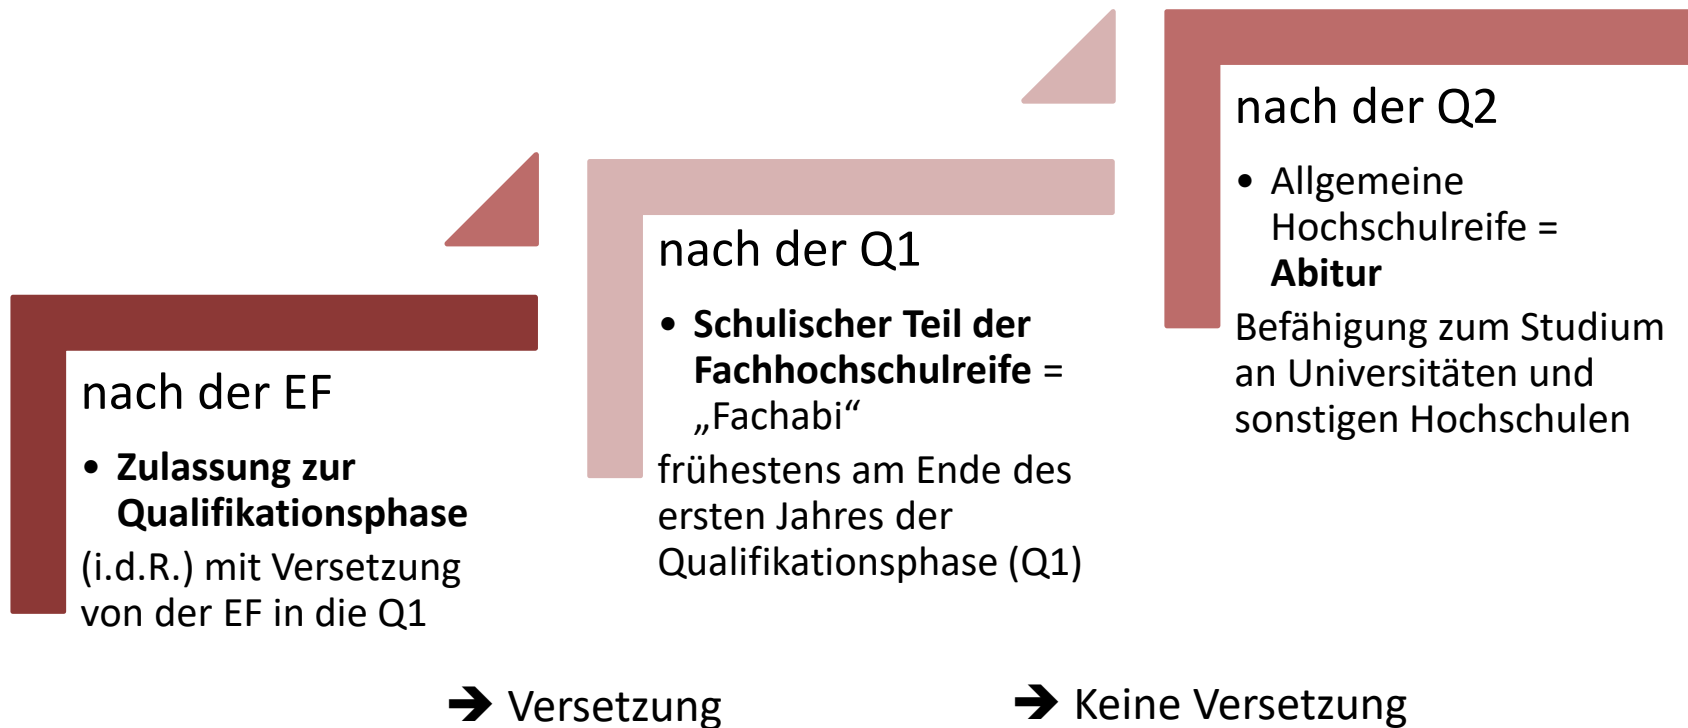 nach der EF
• Zulassung zur
Qualifikationsphase
(i.d.R.) mit Versetzung
von der EF in die Q1
nach der Q1
• Schulischer Teil der
Fachhochschulreife =
„Fachabi“
frühestens am Ende des
ersten Jahres der
Qualifikationsphase (Q1)
nach der Q2
• Allgemeine
Hochschulreife =
Abitur
Befähigung zum Studium
an Universitäten und
sonstigen Hochschulen
➔ Versetzung
➔ Keine Versetzung